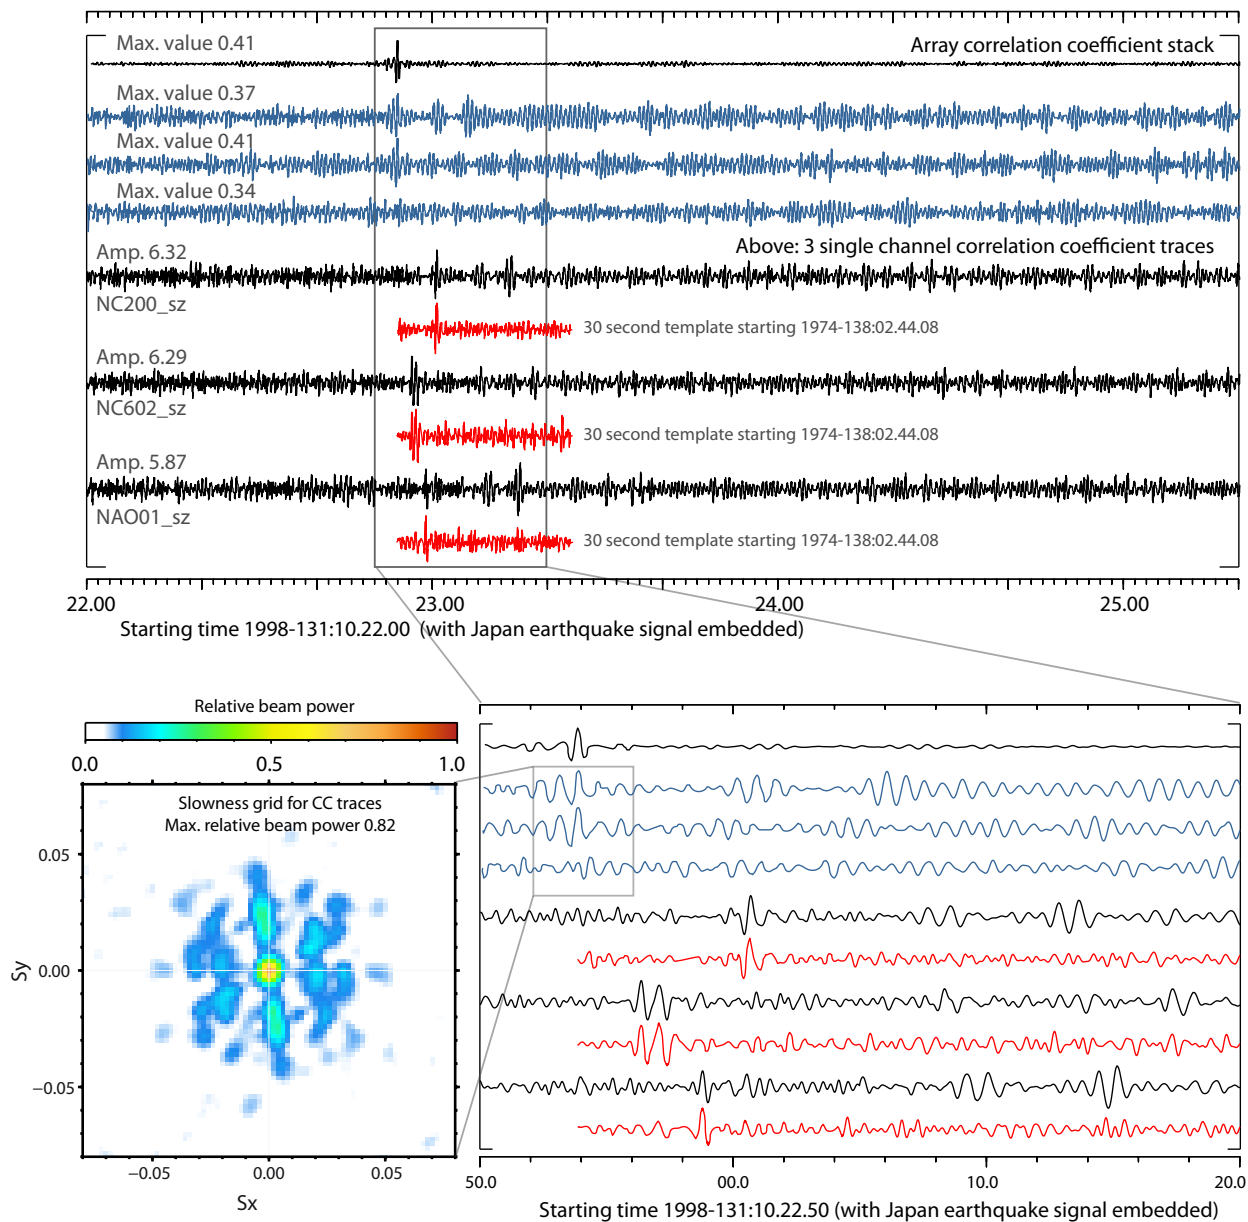 Max. value 0.41
Array correlation coefficient stack
Max. value 0.37
Max. value 0.41
Max. value 0.34
Above: 3 single channel correlation coefficient traces
Amp. 6.32
NC200_sz
30 second template starting 1974-138:02.44.08
Amp. 6.29
NC602_sz
30 second template starting 1974-138:02.44.08
Amp. 5.87
NAO01_sz
30 second template starting 1974-138:02.44.08
22.00 23.00 24.00 25.00
Starting time 1998-131:10.22.00 (with Japan earthquake signal embedded)
Relative beam power
0.0 0.5 1.0
Slowness grid for CC traces
Max. relative beam power 0.82
0.05
0.00
−0.05
Sy
−0.05 0.00 0.05
Sx
50.0 00.0 10.0 20.0
Starting time 1998-131:10.22.50 (with Japan earthquake signal embedded)